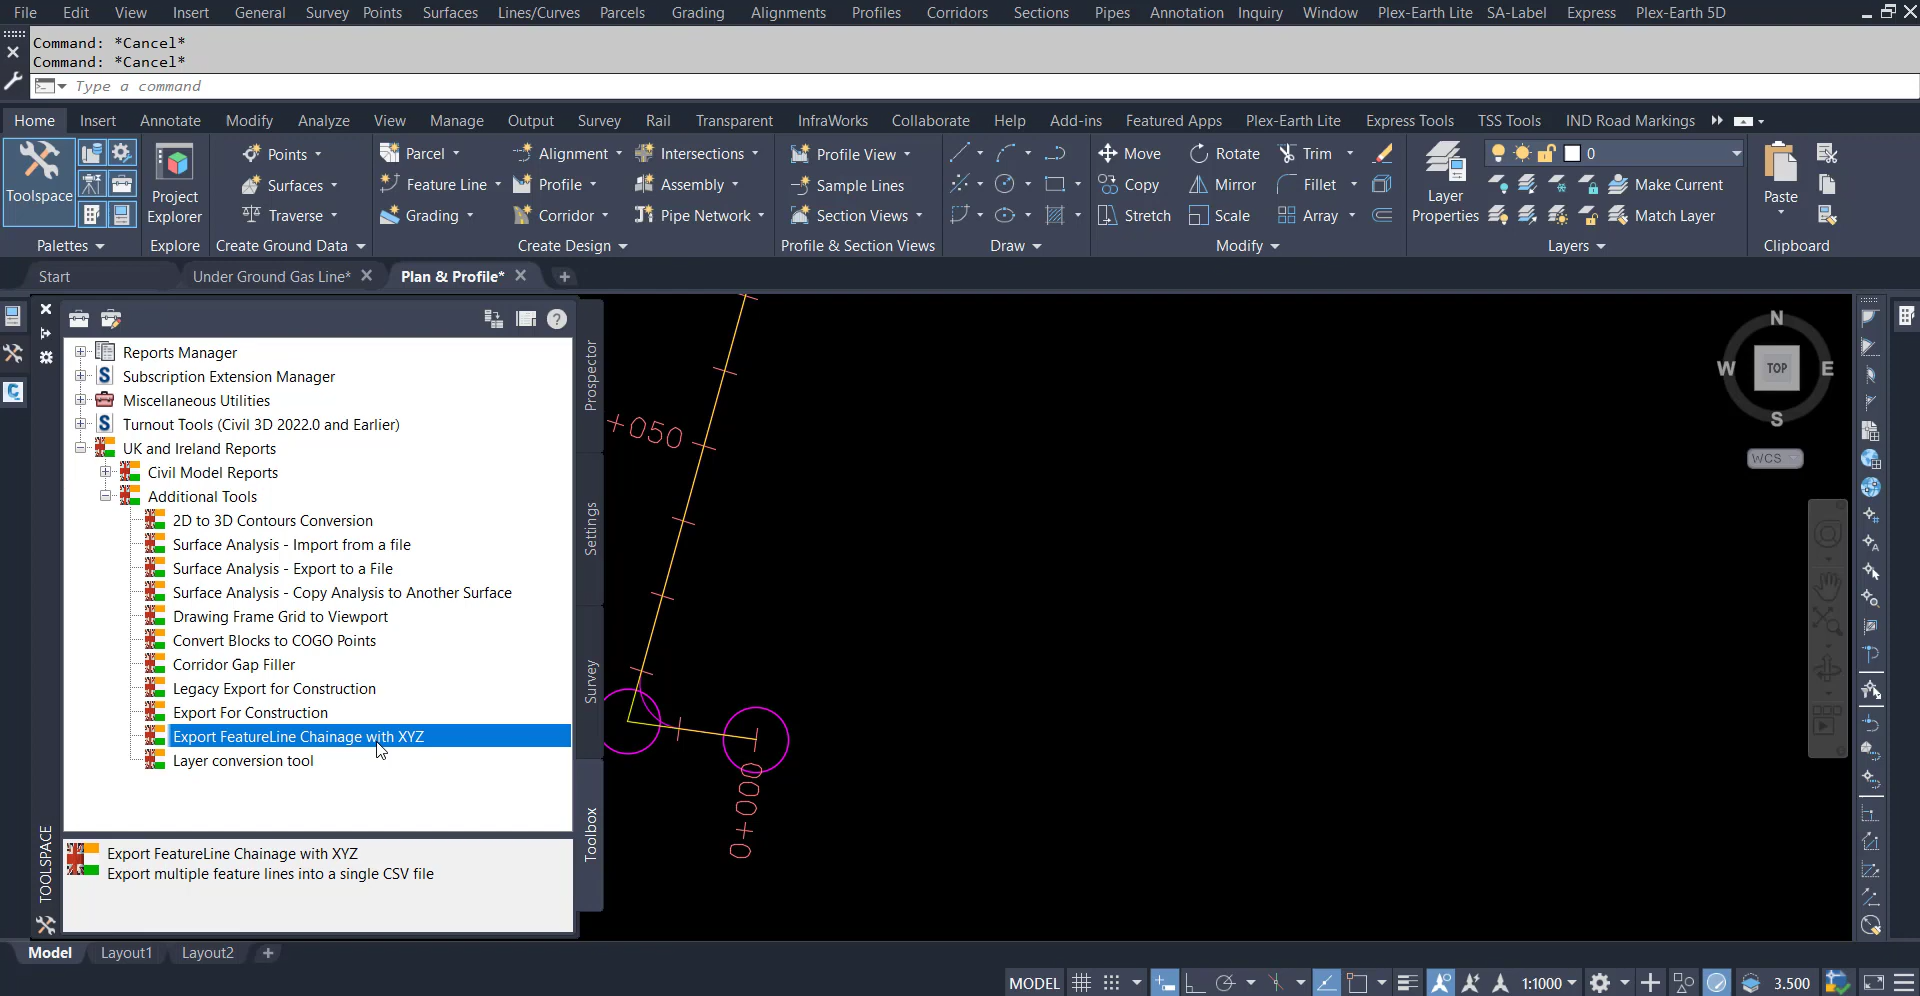 File Edit View Insert General Survey Points Surfaces Lines/Curves Parcels Grading Alignments Profiles Corridors Sections Pipes Annotation Inquiry Window Plex-Earth Lite SA-Label Express Plex-Earth 5D
Command: *Cancel*
Command: *Cancel*
Type a command
Home Insert Annotate Modify Analyze View Manage Output Survey Rail Transparent InfraWorks Collaborate Help Add-ins Featured Apps Plex-Earth Lite Express Tools TSS Tools IND Road Markings
Points Parcel Alignment Intersections Profile View Move Rotate Trim 0
Surfaces Feature Line Profile Assembly Sample Lines Copy Mirror Fillet Make Current
Toolspace Project Explorer Layer Properties Paste
Traverse Grading Corridor Pipe Network Section Views Stretch Scale Array Match Layer
Palettes Explore Create Ground Data Create Design Profile & Section Views Draw Modify Layers Clipboard
Start Under Ground Gas Line* Plan & Profile*
Reports Manager
Subscription Extension Manager
Miscellaneous Utilities
Turnout Tools (Civil 3D 2022.0 and Earlier)
UK and Ireland Reports
Civil Model Reports
Additional Tools
2D to 3D Contours Conversion
Surface Analysis - Import from a file
Surface Analysis - Export to a File
Surface Analysis - Copy Analysis to Another Surface
Drawing Frame Grid to Viewport
Convert Blocks to COGO Points
Corridor Gap Filler
Legacy Export for Construction
Export For Construction
Export FeatureLine Chainage with XYZ
Layer conversion tool
Export FeatureLine Chainage with XYZ
Export multiple feature lines into a single CSV file
TOOLSPACE
Prospector
Settings
Survey
Toolbox
+050
0+000
N
W TOP E
S
WCS
Model Layout1 Layout2
MODEL 1:1000 3.500